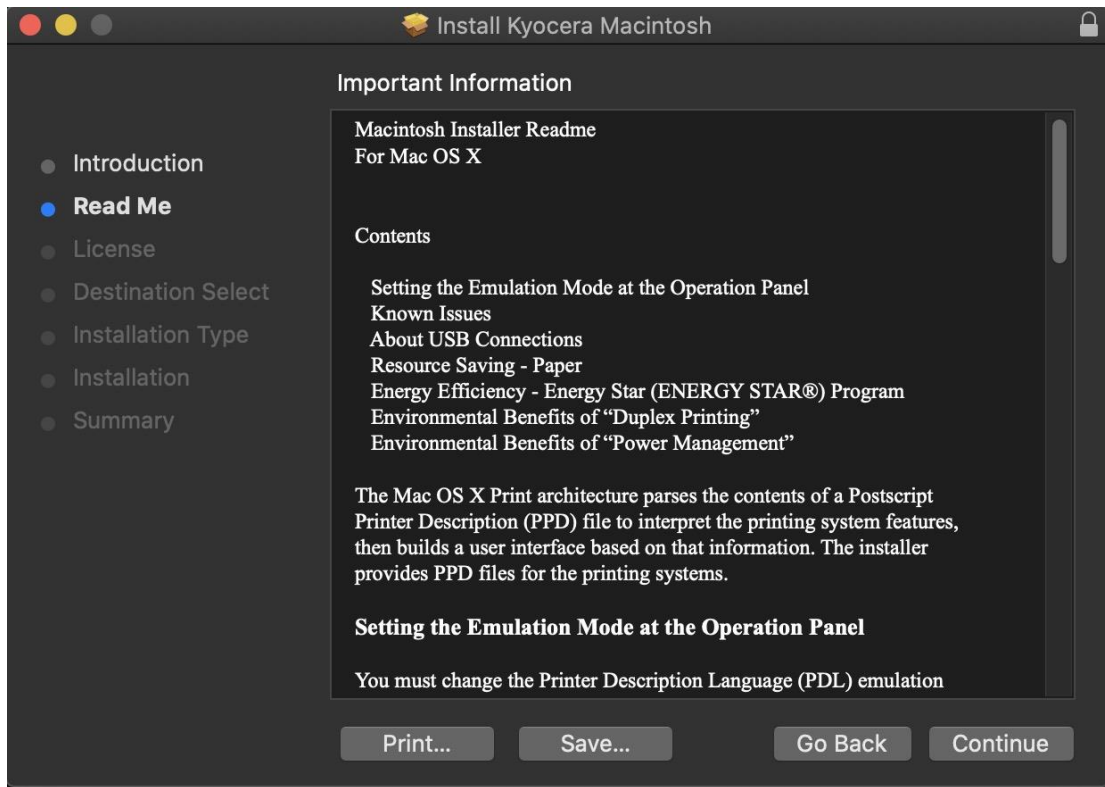 Install Kyocera Macintosh
Important Information
Introduction
Read Me
License
Destination Select
Installation Type
Installation
Summary
Macintosh Installer Readme
For Mac OS X
Contents
Setting the Emulation Mode at the Operation Panel
Known Issues
About USB Connections
Resource Saving - Paper
Energy Efficiency - Energy Star (ENERGY STAR®) Program
Environmental Benefits of “Duplex Printing”
Environmental Benefits of “Power Management”
The Mac OS X Print architecture parses the contents of a Postscript
Printer Description (PPD) file to interpret the printing system features,
then builds a user interface based on that information. The installer
provides PPD files for the printing systems.
Setting the Emulation Mode at the Operation Panel
You must change the Printer Description Language (PDL) emulation
Print...
Save...
Go Back
Continue